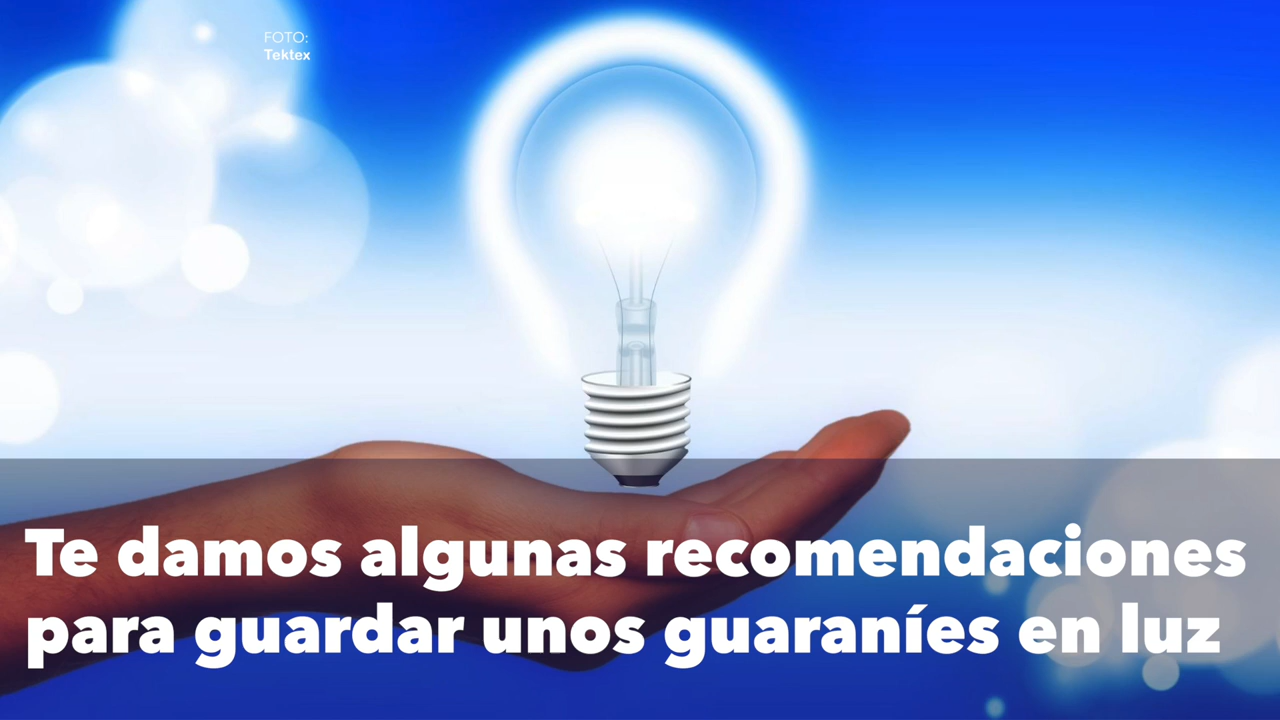 FOTO:
Tektex
Te damos algunas recomendaciones
para guardar unos guaraníes en luz